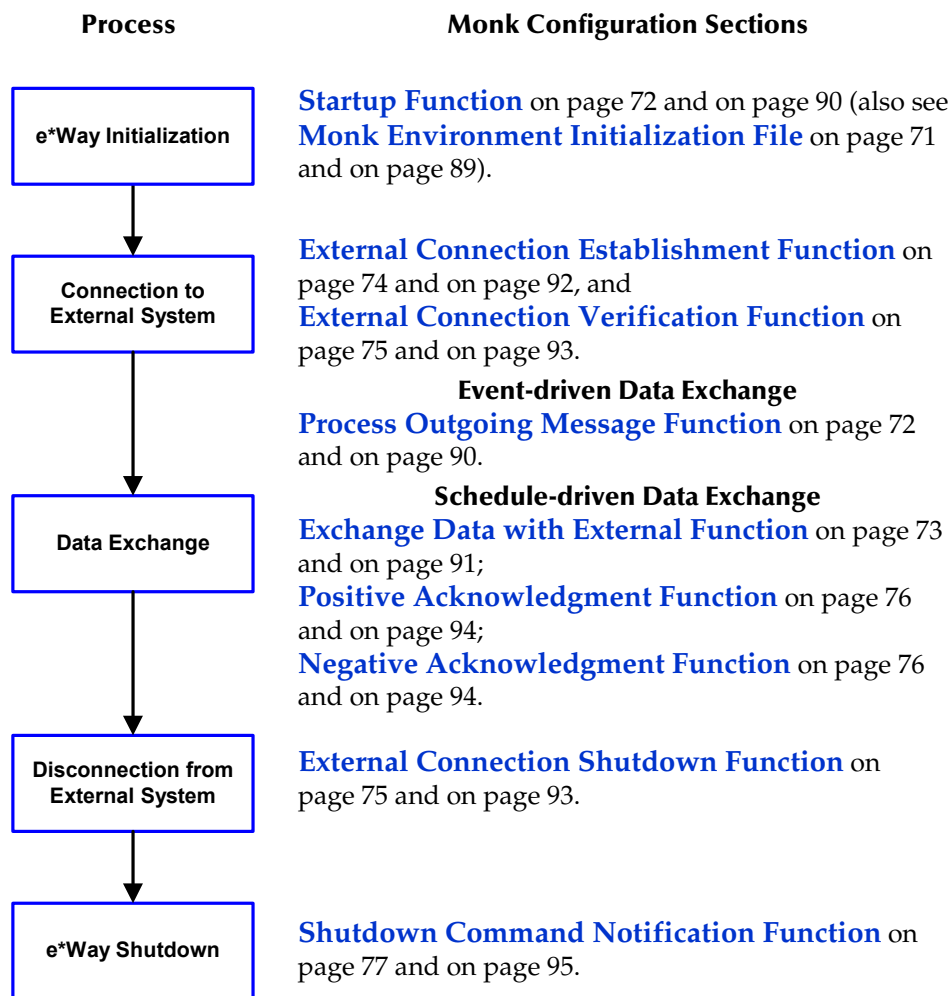 Process
Monk Configuration Sections
e*Way Initialization
Startup Function on page 72 and on page 90 (also see
Monk Environment Initialization File on page 71
and on page 89).
Connection to
External System
External Connection Establishment Function on
page 74 and on page 92, and
External Connection Verification Function on
page 75 and on page 93.
Data Exchange
Event-driven Data Exchange
Process Outgoing Message Function on page 72
and on page 90.
Schedule-driven Data Exchange
Exchange Data with External Function on page 73
and on page 91;
Positive Acknowledgment Function on page 76
and on page 94;
Negative Acknowledgment Function on page 76
and on page 94.
Disconnection from
External System
External Connection Shutdown Function on
page 75 and on page 93.
e*Way Shutdown
Shutdown Command Notification Function on
page 77 and on page 95.